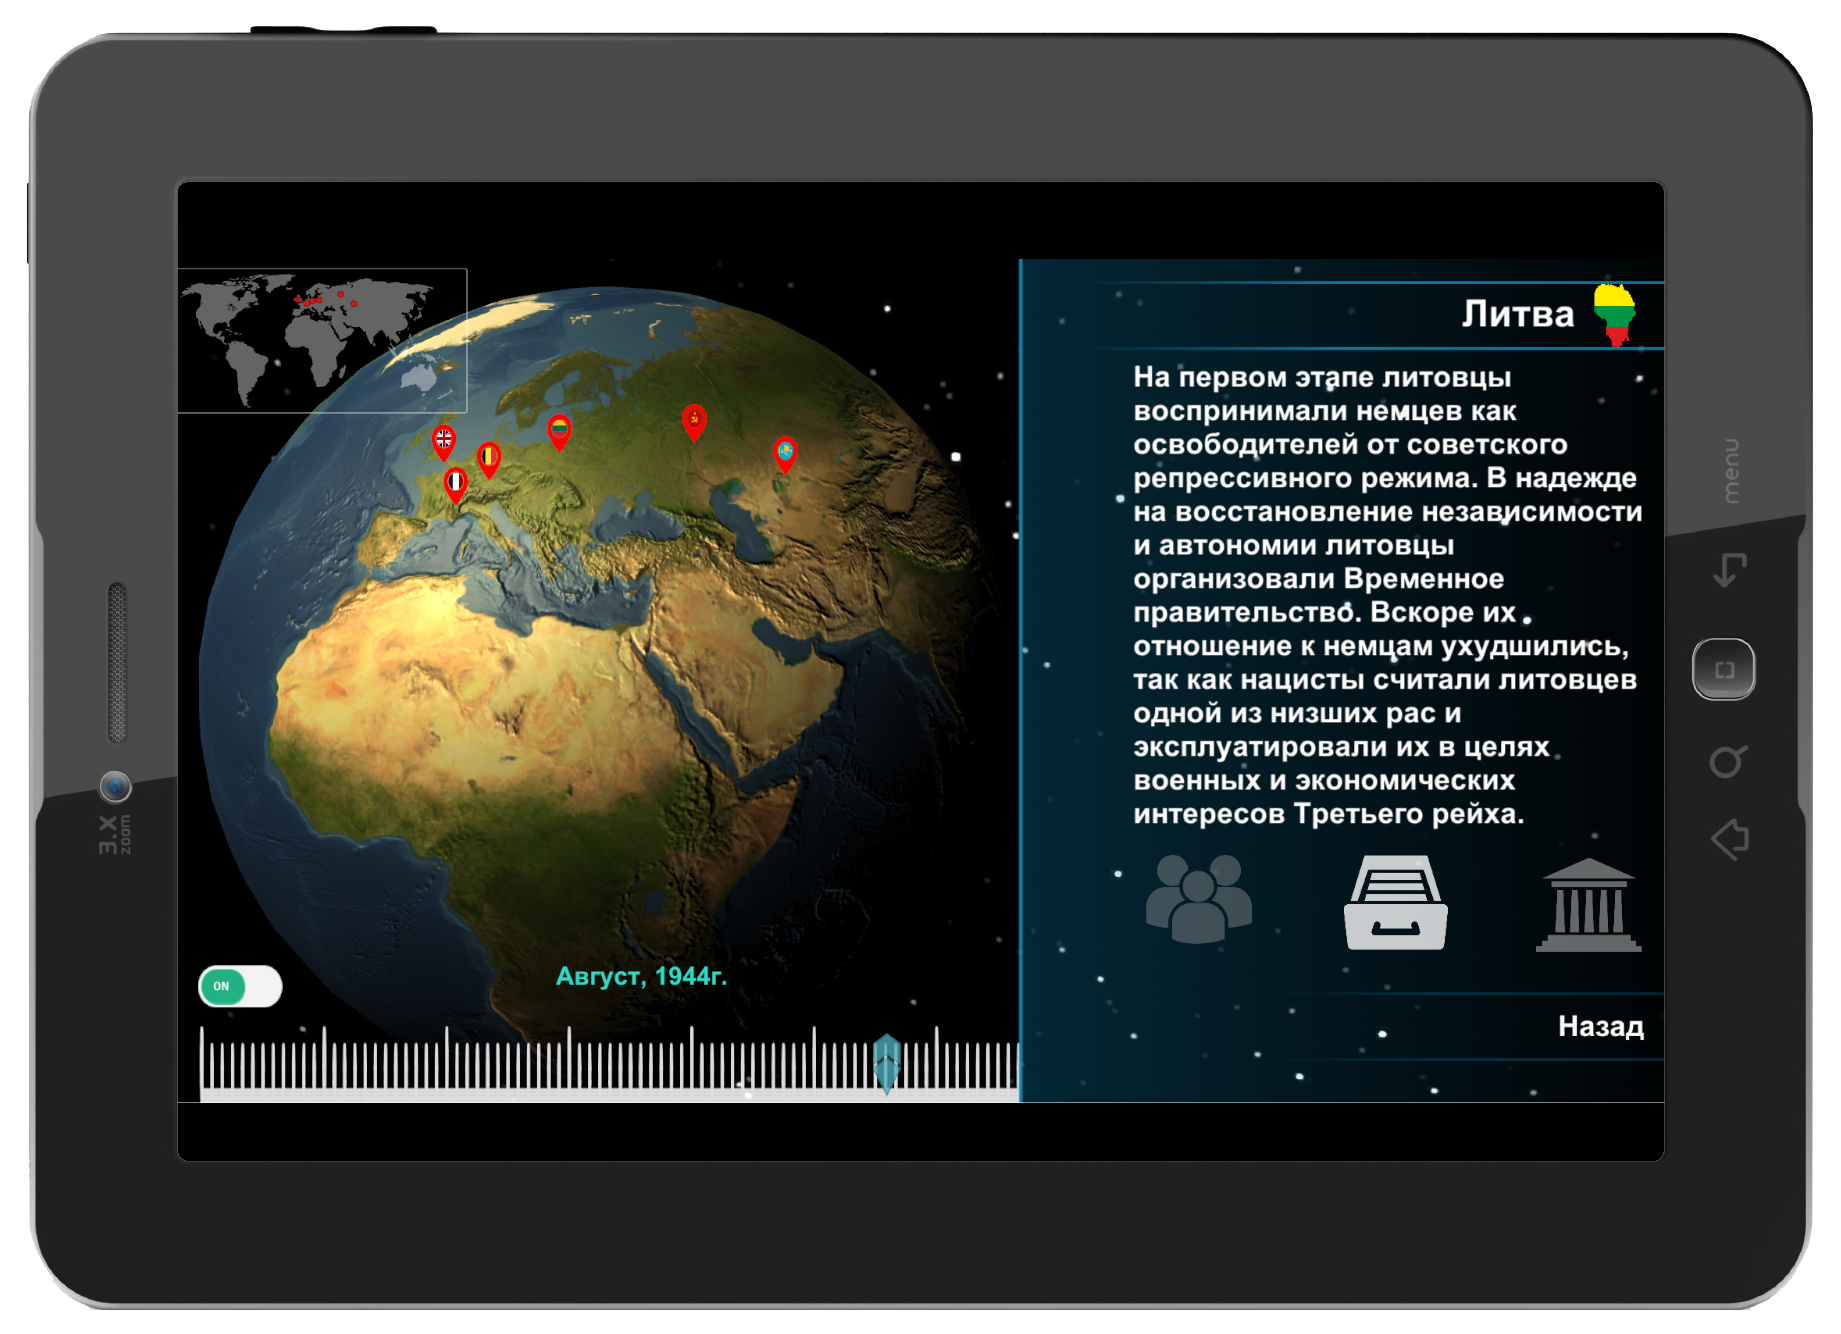 Литва
На первом этапе литовцы
воспринимали немцев как
освободителей от советского
репрессивного режима. В надежде
на восстановление независимости
и автономии литовцы
организовали Временное
правительство. Вскоре их
отношение к немцам ухудшились,
так как нацисты считали литовцев
одной из низших рас и
эксплуатировали их в целях
военных и экономических
интересов Третьего рейха.
Август, 1944г.
ON
Назад
menu
3.X
zoom